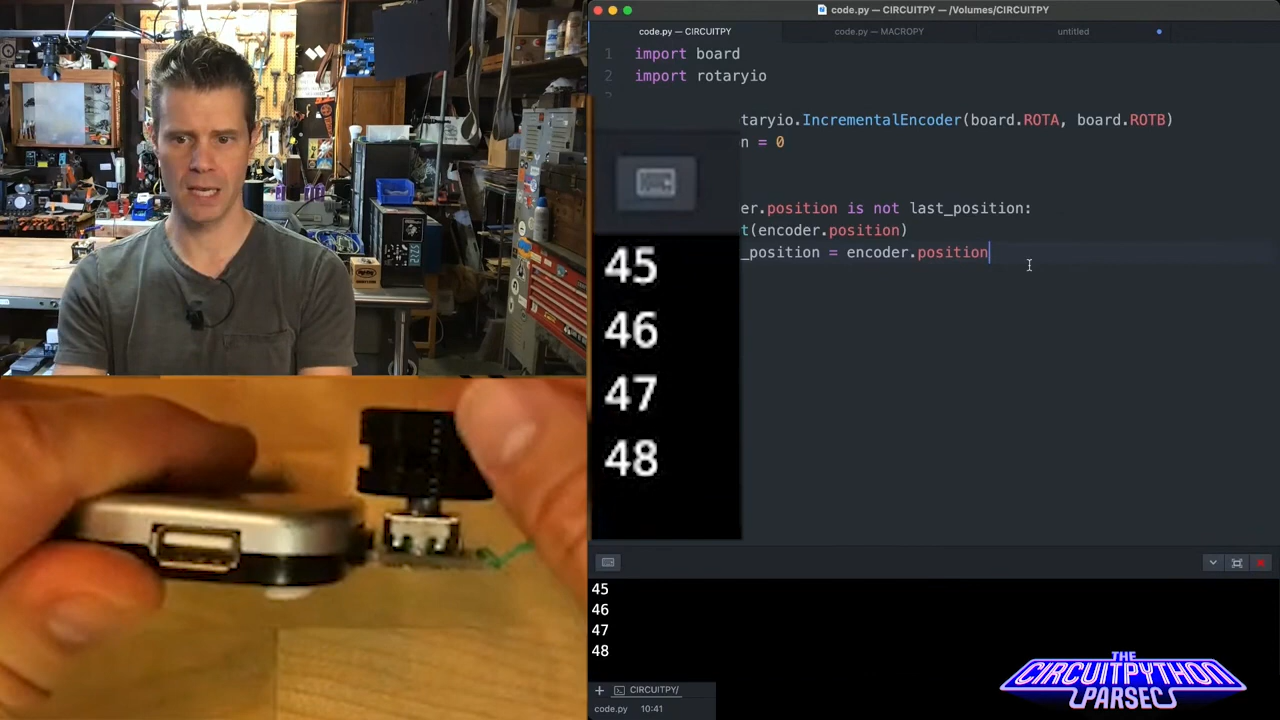 code.py — CIRCUITPY — /Volumes/CIRCUITPY
code.py — CIRCUITPY
code.py — MACROPY
untitled
1 import board
2 import rotaryio
taryio.IncrementalEncoder(board.ROTA, board.ROTB)
n = 0
er.position is not last_position:
t(encoder.position)
_position = encoder.position
45
46
47
48
45
46
47
48
+ CIRCUITPY/
code.py 10:41
THE
CIRCUITPYTHON
PARSEC